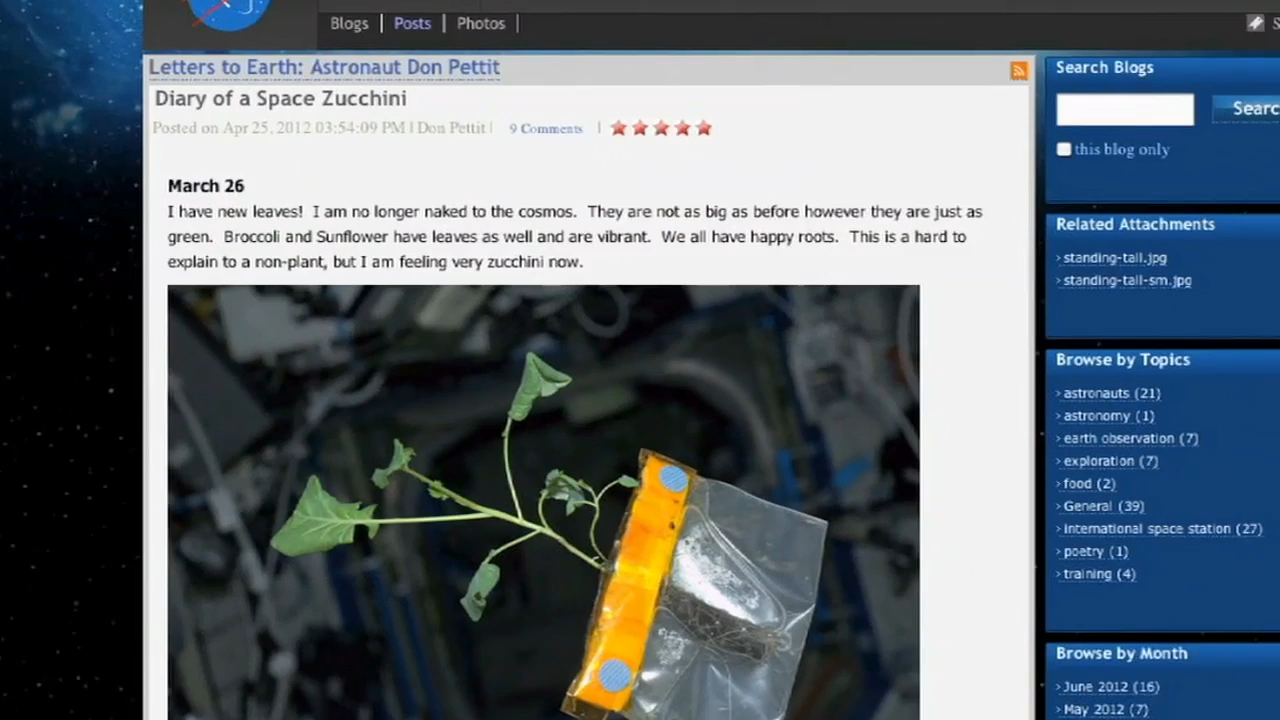 Blogs | Posts | Photos |
Letters to Earth: Astronaut Don Pettit
Diary of a Space Zucchini
Posted on Apr 25, 2012 03:54:09 PM | Don Pettit | 9 Comments |
March 26
I have new leaves! I am no longer naked to the cosmos. They are not as big as before however they are just as
green. Broccoli and Sunflower have leaves as well and are vibrant. We all have happy roots. This is a hard to
explain to a non-plant, but I am feeling very zucchini now.
Search Blogs
this blog only
Related Attachments
standing-tall.jpg
standing-tall-sm.jpg
Browse by Topics
astronauts (21)
astronomy (1)
earth observation (7)
exploration (7)
food (2)
General (39)
international space station (27)
poetry (1)
training (4)
Browse by Month
June 2012 (16)
May 2012 (7)